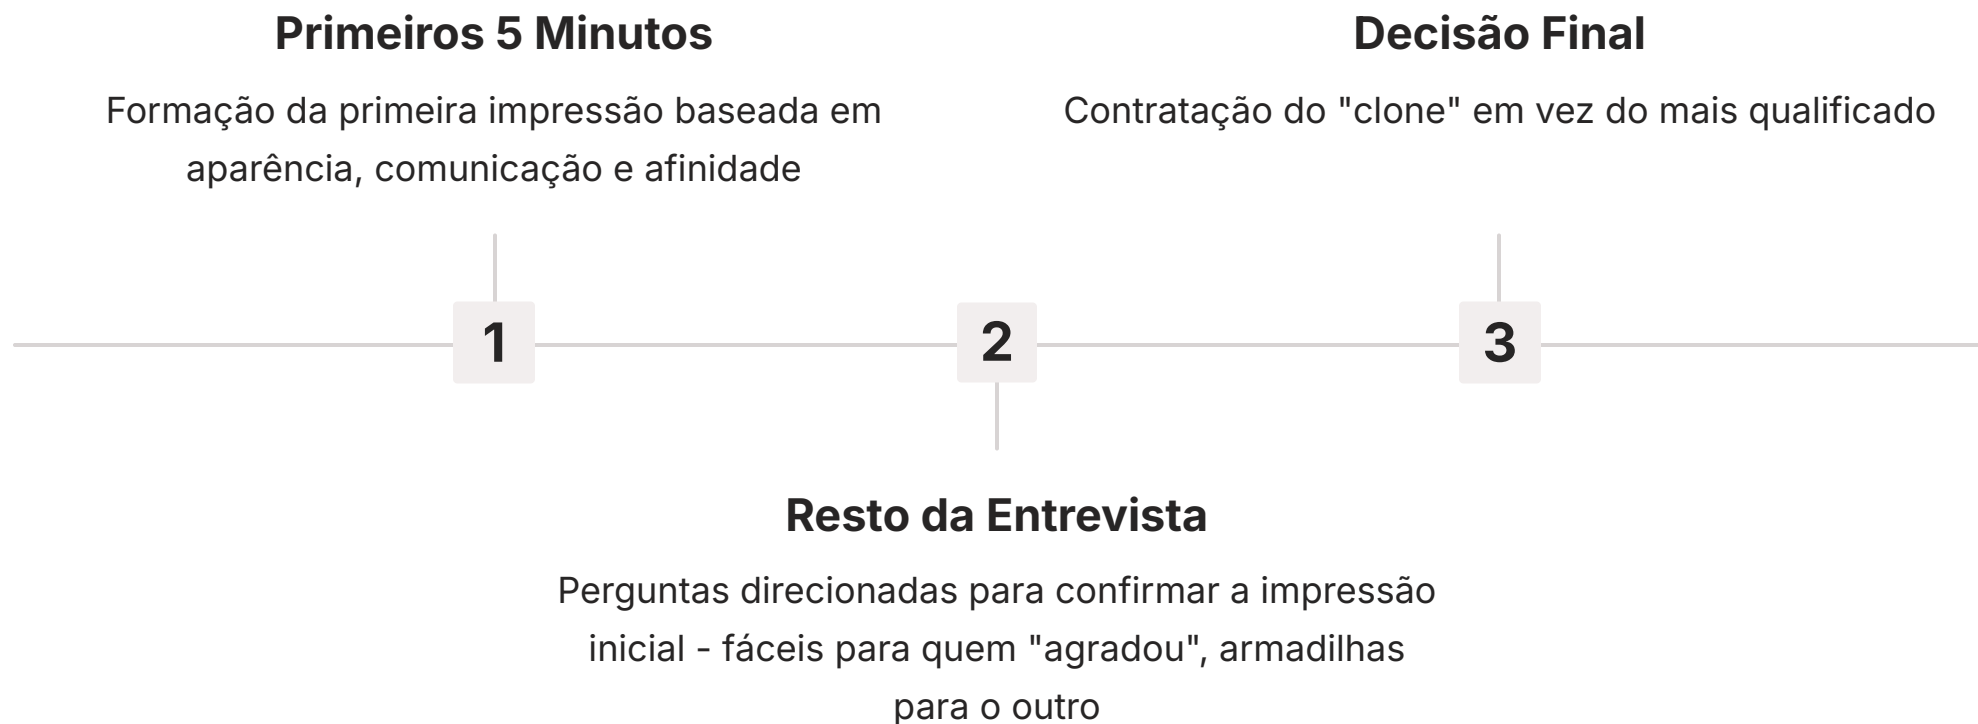 Primeiros 5 Minutos
Formação da primeira impressão baseada em
aparência, comunicação e afinidade
Decisão Final
Contratação do "clone" em vez do mais qualificado
1
2
3
Resto da Entrevista
Perguntas direcionadas para confirmar a impressão
inicial - fáceis para quem "agradou", armadilhas
para o outro